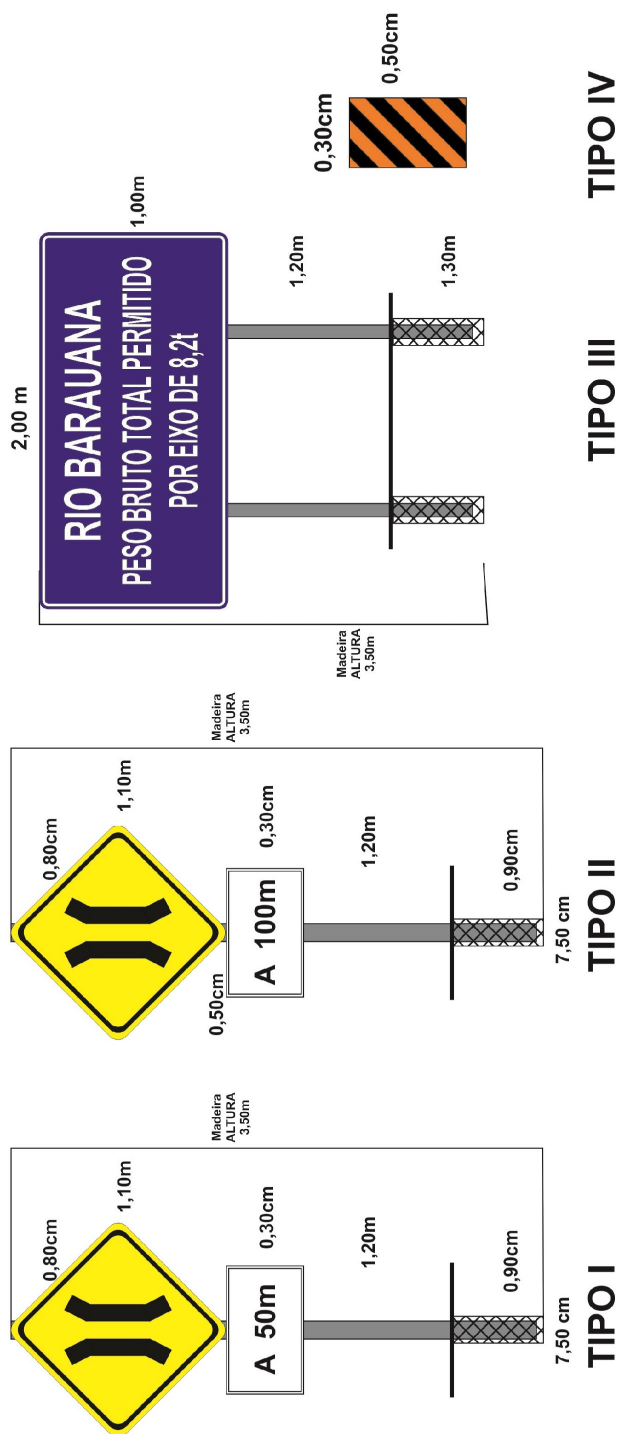 0,80cm
1,10m
A 50m
0,30cm
1,20m
0,90cm
7,50 cm
Madeira
ALTURA
3,50m
TIPO I
0,80cm
1,10m
0,50cm
A 100m
0,30cm
1,20m
0,90cm
7,50 cm
Madeira
ALTURA
3,50m
TIPO II
2,00 m
RIO BARAUANA
PESO BRUTO TOTAL PERMITIDO
POR EIXO DE 8,2t
1,00m
1,20m
1,30m
Madeira
ALTURA
3,50m
TIPO III
0,30cm
0,50cm
TIPO IV